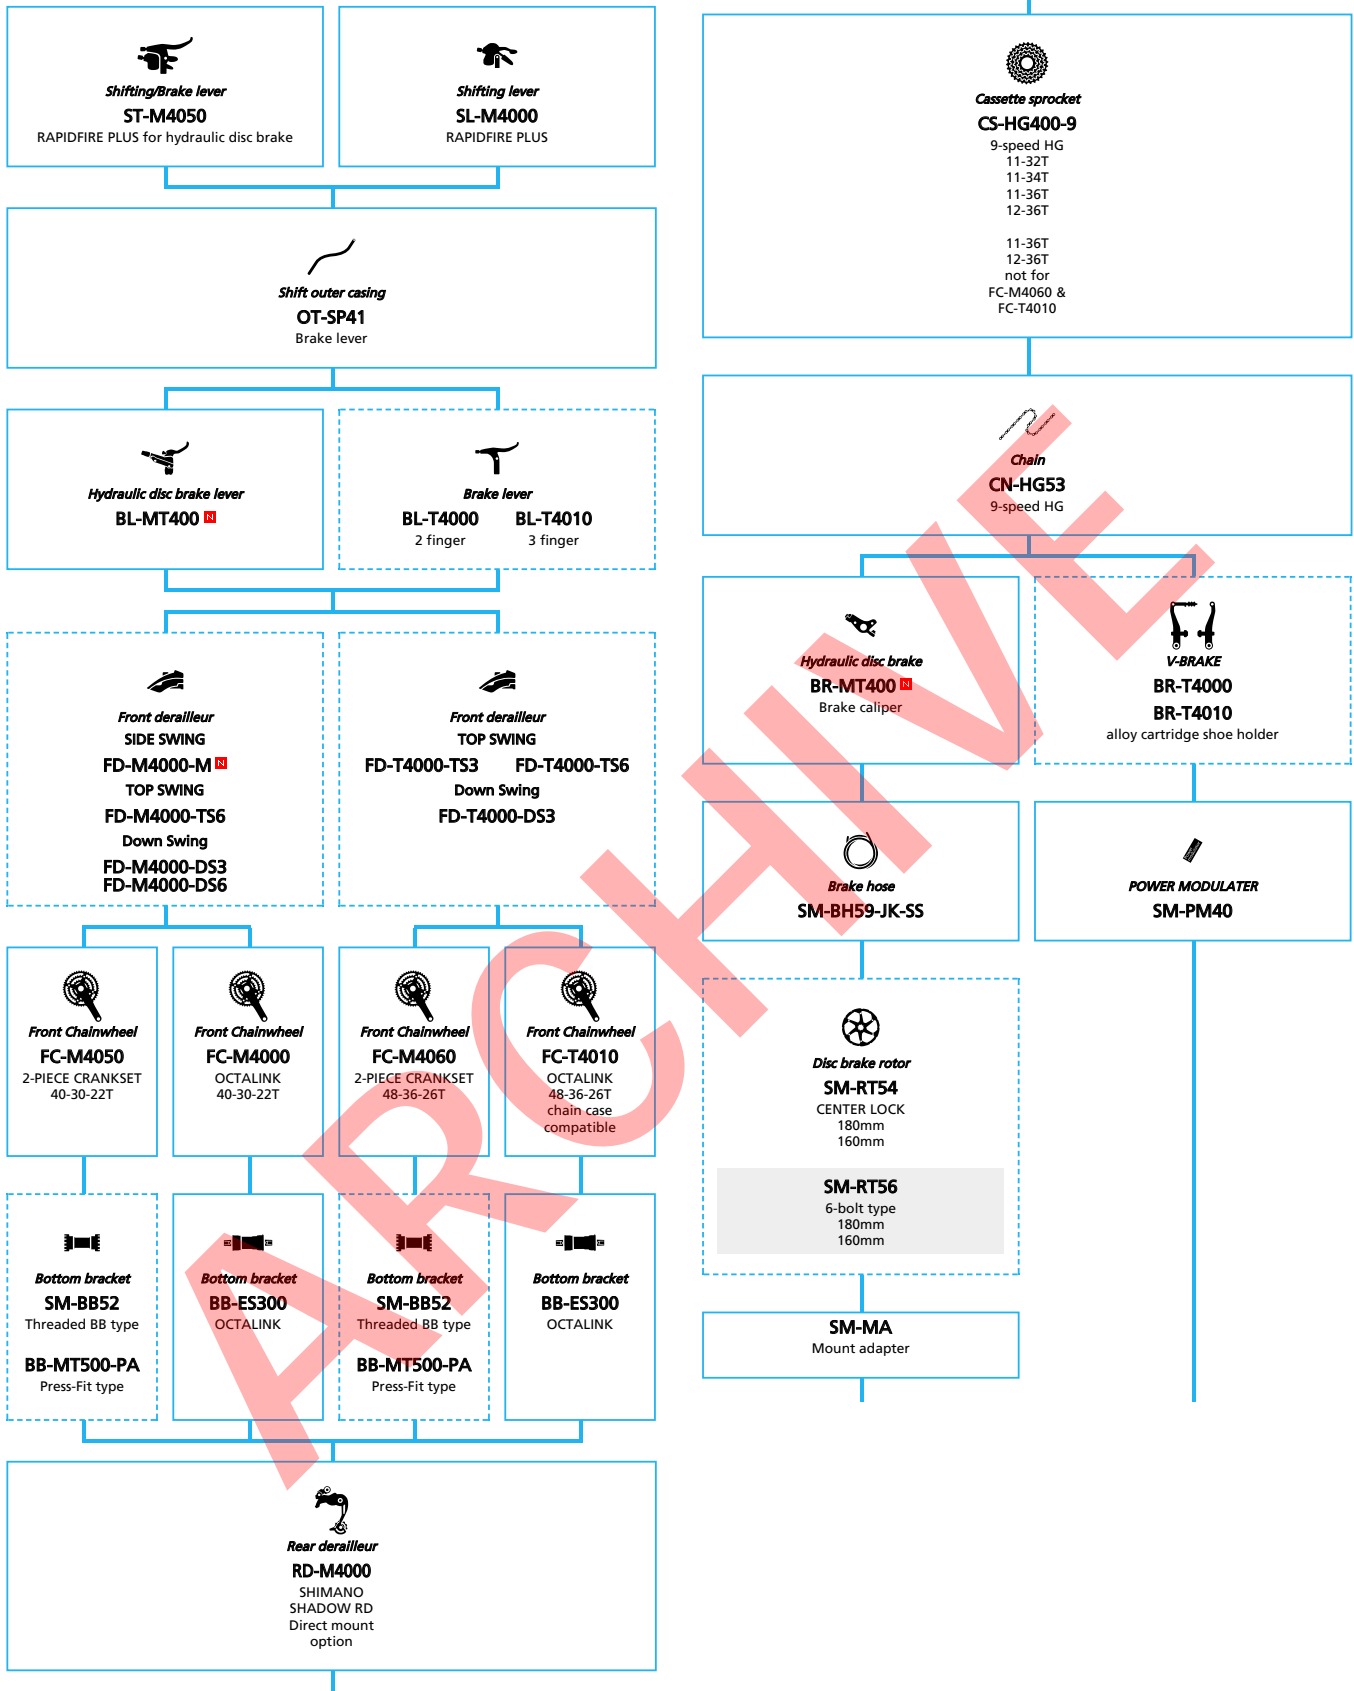 Shifting/Brake lever
ST-M4050
RAPIDFIRE PLUS for hydraulic disc brake
Shifting lever
SL-M4000
RAPIDFIRE PLUS
Shift outer casing
OT-SP41
Brake lever
Hydraulic disc brake lever
BL-MT400 N
Brake lever
BL-T4000 BL-T4010
2 finger 3 finger
Front derailleur
SIDE SWING
FD-M4000-M N
TOP SWING
FD-M4000-TS6
Down Swing
FD-M4000-DS3
FD-M4000-DS6
Front derailleur
TOP SWING
FD-T4000-TS3 FD-T4000-TS6
Down Swing
FD-T4000-DS3
Front Chainwheel
FC-M4050
2-PIECE CRANKSET
40-30-22T
Front Chainwheel
FC-M4000
OCTALINK
40-30-22T
Front Chainwheel
FC-M4060
2-PIECE CRANKSET
48-36-26T
Front Chainwheel
FC-T4010
OCTALINK
48-36-26T
chain case
compatible
Bottom bracket
SM-BB52
Threaded BB type
BB-MT500-PA
Press-Fit type
Bottom bracket
BB-ES300
OCTALINK
Bottom bracket
SM-BB52
Threaded BB type
BB-MT500-PA
Press-Fit type
Bottom bracket
BB-ES300
OCTALINK
Rear derailleur
RD-M4000
SHIMANO
SHADOW RD
Direct mount
option
Cassette sprocket
CS-HG400-9
9-speed HG
11-32T
11-34T
11-36T
12-36T
11-36T
12-36T
not for
FC-M4060 &
FC-T4010
Chain
CN-HG53
9-speed HG
Hydraulic disc brake
BR-MT400 N
Brake caliper
V-BRAKE
BR-T4000
BR-T4010
alloy cartridge shoe holder
Brake hose
SM-BH59-JK-SS
POWER MODULATER
SM-PM40
Disc brake rotor
SM-RT54
CENTER LOCK
180mm
160mm
SM-RT56
6-bolt type
180mm
160mm
SM-MA
Mount adapter
ARCHIVE